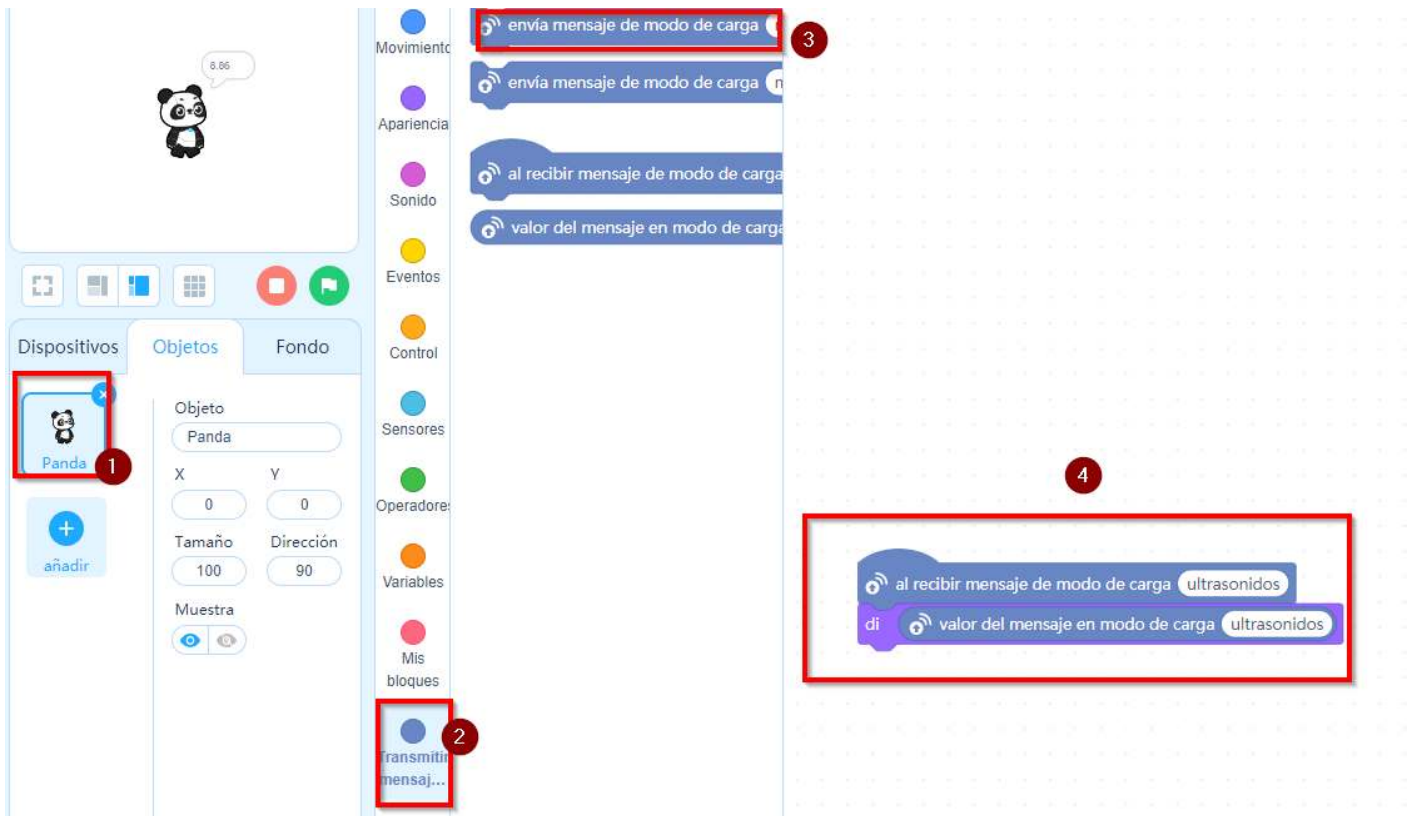 8.86
Movimiento
Apariencia
Sonido
Eventos
Control
Sensores
Operadores
Variables
Mis
bloques
Transmitir
mensaj...
2
envía mensaje de modo de carga
3
envía mensaje de modo de carga
al recibir mensaje de modo de carga
valor del mensaje en modo de carga
Dispositivos Objetos Fondo
Panda
1
añadir
Objeto
Panda
X Y
0 0
Tamaño Dirección
100 90
Muestra
4
al recibir mensaje de modo de carga ultrasonidos
di valor del mensaje en modo de carga ultrasonidos